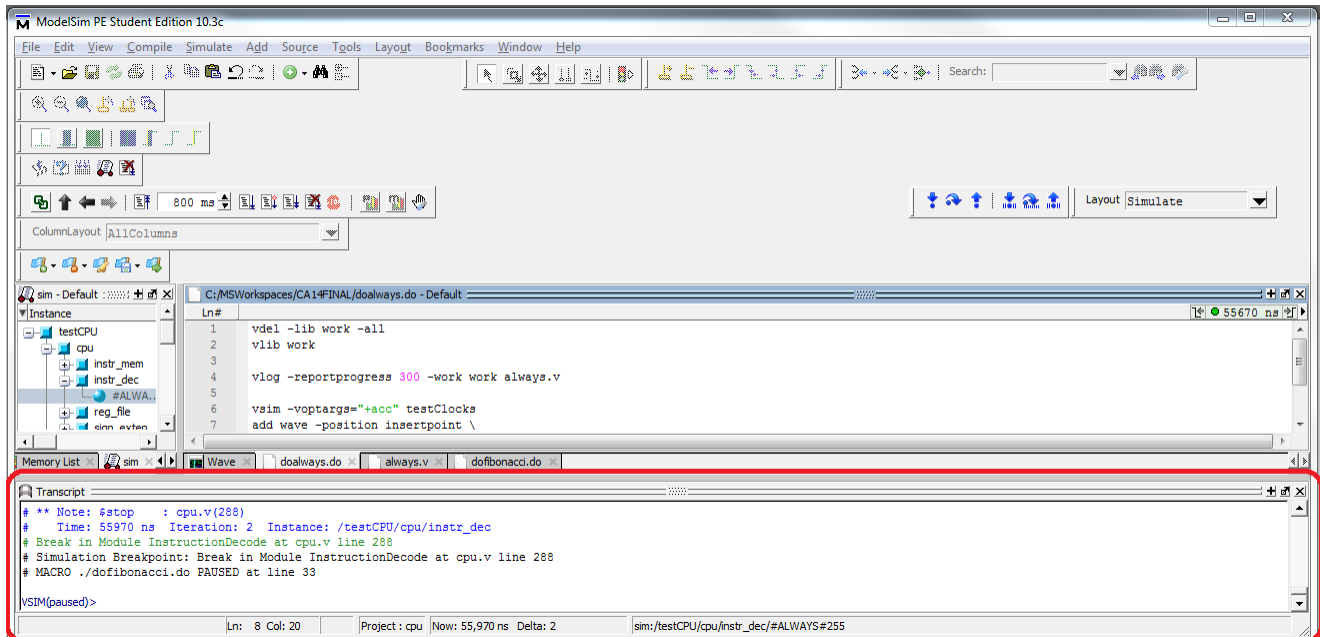 ModelSim PE Student Edition 10.3c
File Edit View Compile Simulate Add Source Tools Layout Bookmarks Window Help
Search:
800 ms
Layout Simulate
ColumnLayout AllColumns
sim - Default
C:/MSWorkspaces/CA14FINAL/doalways.do - Default
Instance
Ln#
55670 ns
testCPU
cpu
instr_mem
instr_dec
#ALWA..
reg_file
sign_exten
1 vdel -lib work -all
2 vlib work
3
4 vlog -reportprogress 300 -work work always.v
5
6 vsim -voptargs="+acc" testClocks
7 add wave -position insertpoint \
Memory List sim Wave doalways.do always.v dofibonacci.do
Transcript
# ** Note: $stop : cpu.v(288)
# Time: 55970 ns Iteration: 2 Instance: /testCPU/cpu/instr_dec
# Break in Module InstructionDecode at cpu.v line 288
# Simulation Breakpoint: Break in Module InstructionDecode at cpu.v line 288
# MACRO ./dofibonacci.do PAUSED at line 33
VSIM(paused)>
Ln: 8 Col: 20 Project : cpu Now: 55,970 ns Delta: 2 sim:/testCPU/cpu/instr_dec/#ALWAYS#255